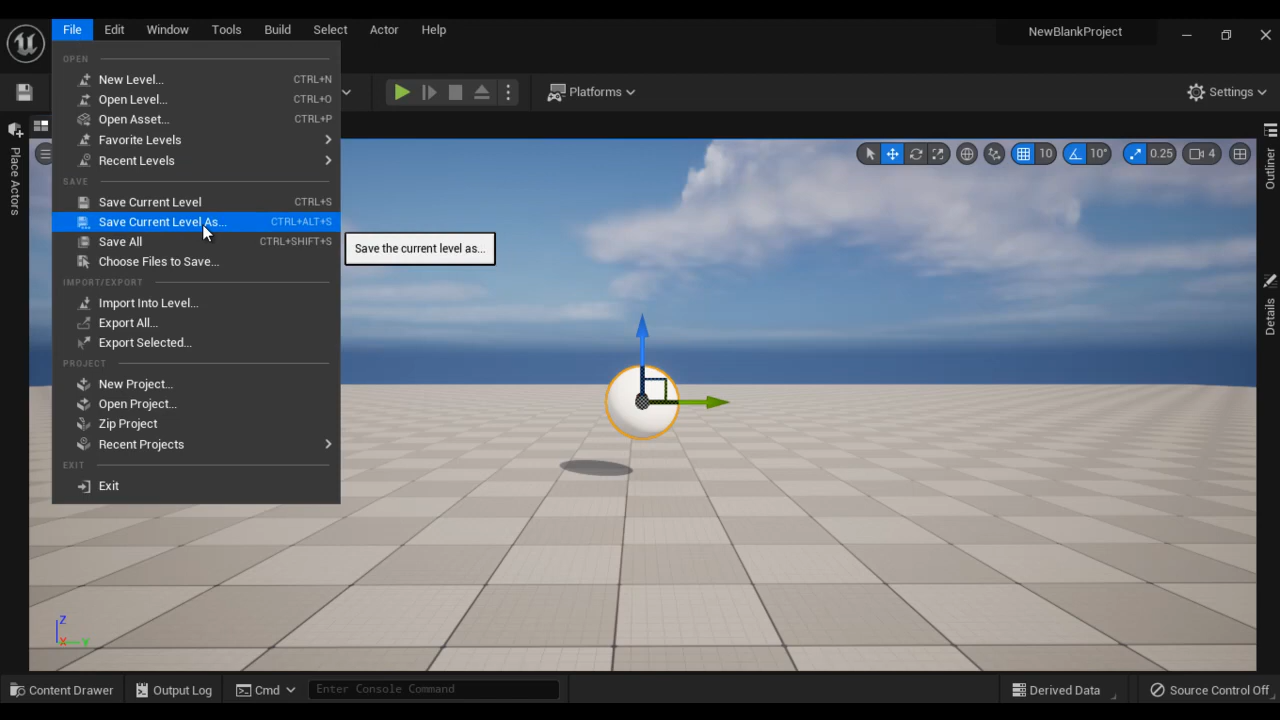 File Edit Window Tools Build Select Actor Help NewBlankProject
Platforms Settings
OPEN
New Level... CTRL+N
Open Level... CTRL+O
Open Asset... CTRL+P
Favorite Levels
Recent Levels
SAVE
Save Current Level CTRL+S
Save Current Level As... CTRL+ALT+S
Save All CTRL+SHIFT+S
Choose Files to Save...
IMPORT/EXPORT
Import Into Level...
Export All...
Export Selected...
PROJECT
New Project...
Open Project...
Zip Project
Recent Projects
EXIT
Exit
Save the current level as...
Place Actors
10 10° 0.25 4
Outliner
Details
Z
X Y
Content Drawer Output Log Cmd Enter Console Command Derived Data Source Control Off